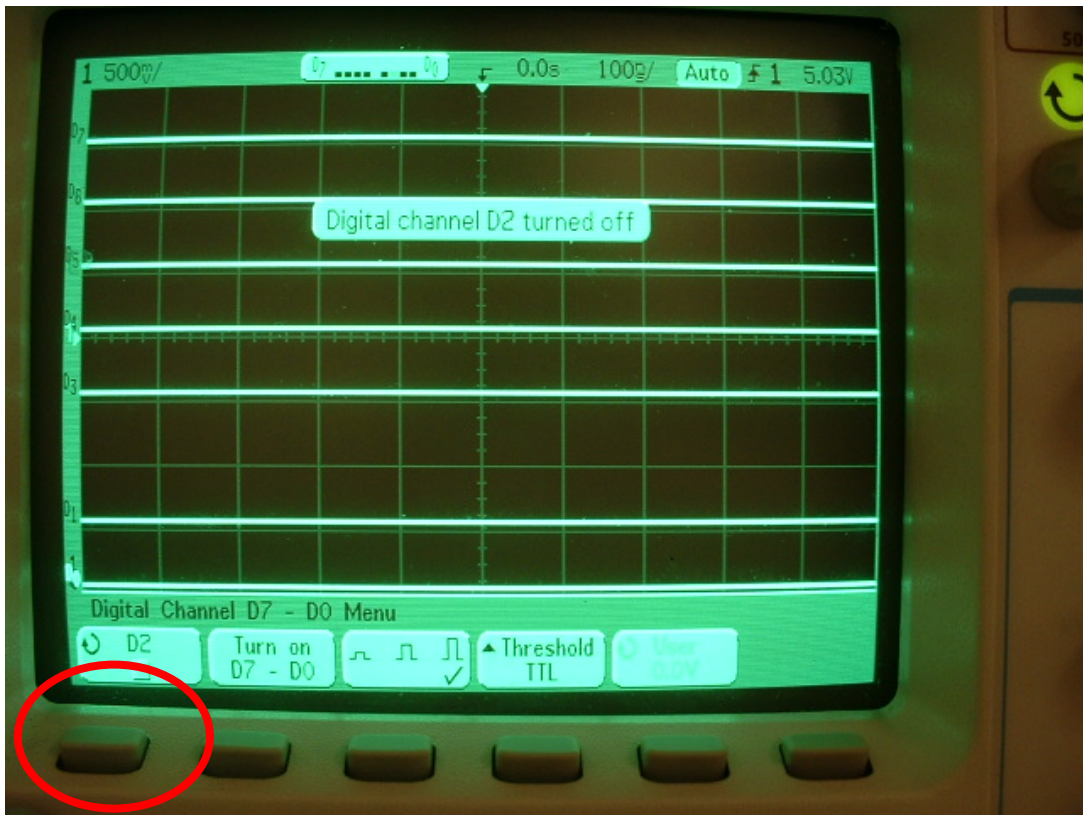 1 500mV/ D7 D0 0.0s 100ns/ Auto 1 5.03V
D7
D6
Digital channel D2 turned off
D5
D4
D3
D1
Digital Channel D7 - D0 Menu
D2 Turn on Threshold User
D7 - D0 TTL 0.0V
50